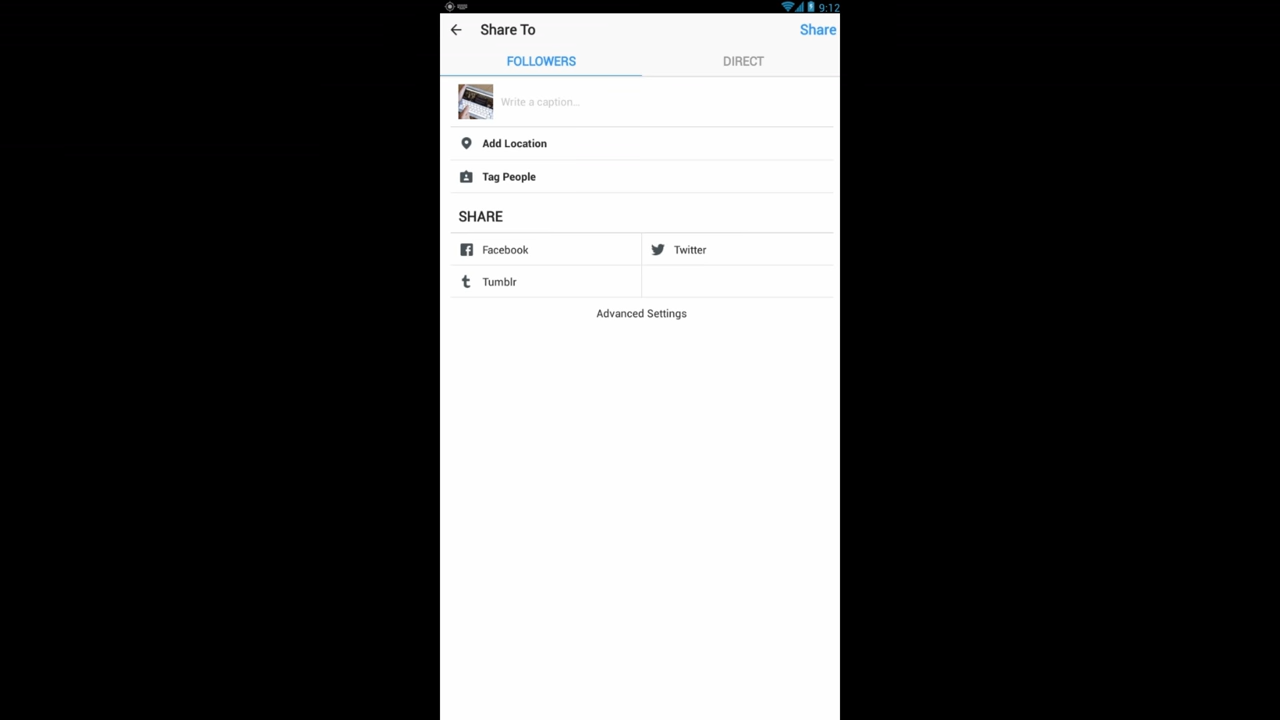 9:12
Share To
Share
FOLLOWERS
DIRECT
Write a caption...
Add Location
Tag People
SHARE
Facebook
Twitter
Tumblr
Advanced Settings